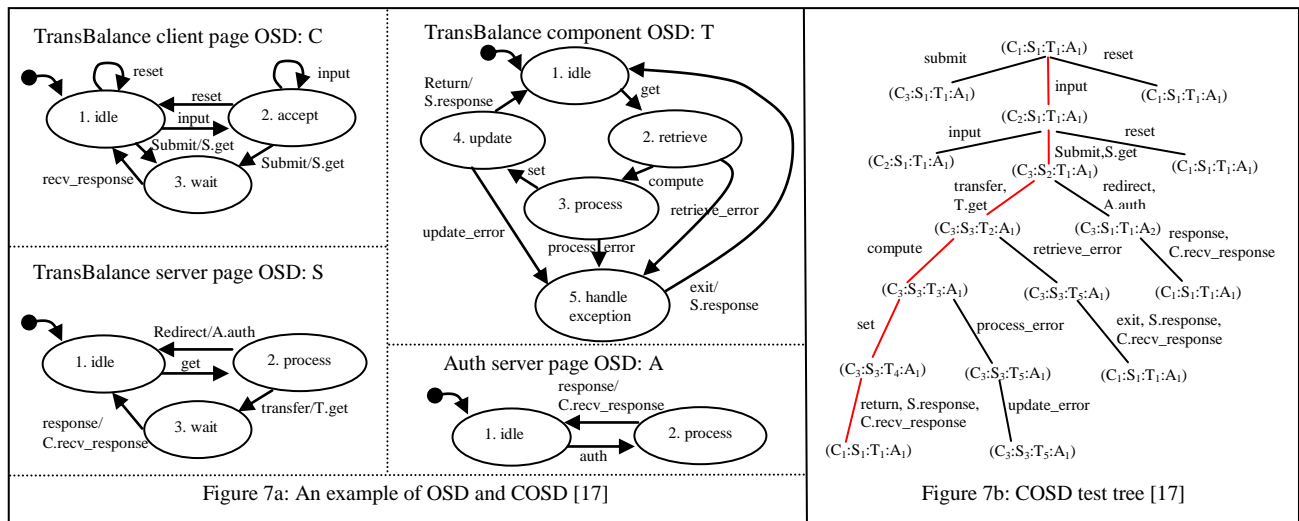 TransBalance client page OSD: C
reset
input
1. idle
reset
input
2. accept
Submit/S.get
Submit/S.get
recv_response
3. wait
TransBalance server page OSD: S
Redirect/A.auth
1. idle
get
2. process
transfer/T.get
response/
C.recv_response
3. wait
TransBalance component OSD: T
1. idle
Return/
S.response
get
4. update
2. retrieve
set
compute
3. process
retrieve_error
update_error
process_error
5. handle
exception
exit/
S.response
Auth server page OSD: A
response/
C.recv_response
1. idle
2. process
auth
Figure 7a: An example of OSD and COSD [17]
(C1:S1:T1:A1)
submit
reset
input
(C3:S1:T1:A1)
(C1:S1:T1:A1)
(C2:S1:T1:A1)
input
reset
Submit,S.get
(C2:S1:T1:A1)
(C1:S1:T1:A1)
(C3:S2:T1:A1)
transfer,
T.get
redirect,
A.auth
(C3:S3:T2:A1)
(C3:S1:T1:A2)
compute
retrieve_error
response,
C.recv_response
(C3:S3:T3:A1)
(C3:S3:T5:A1)
(C1:S1:T1:A1)
set
process_error
exit, S.response,
C.recv_response
(C3:S3:T4:A1)
(C3:S3:T5:A1)
(C1:S1:T1:A1)
return, S.response,
C.recv_response
update_error
(C1:S1:T1:A1)
(C3:S3:T5:A1)
Figure 7b: COSD test tree [17]